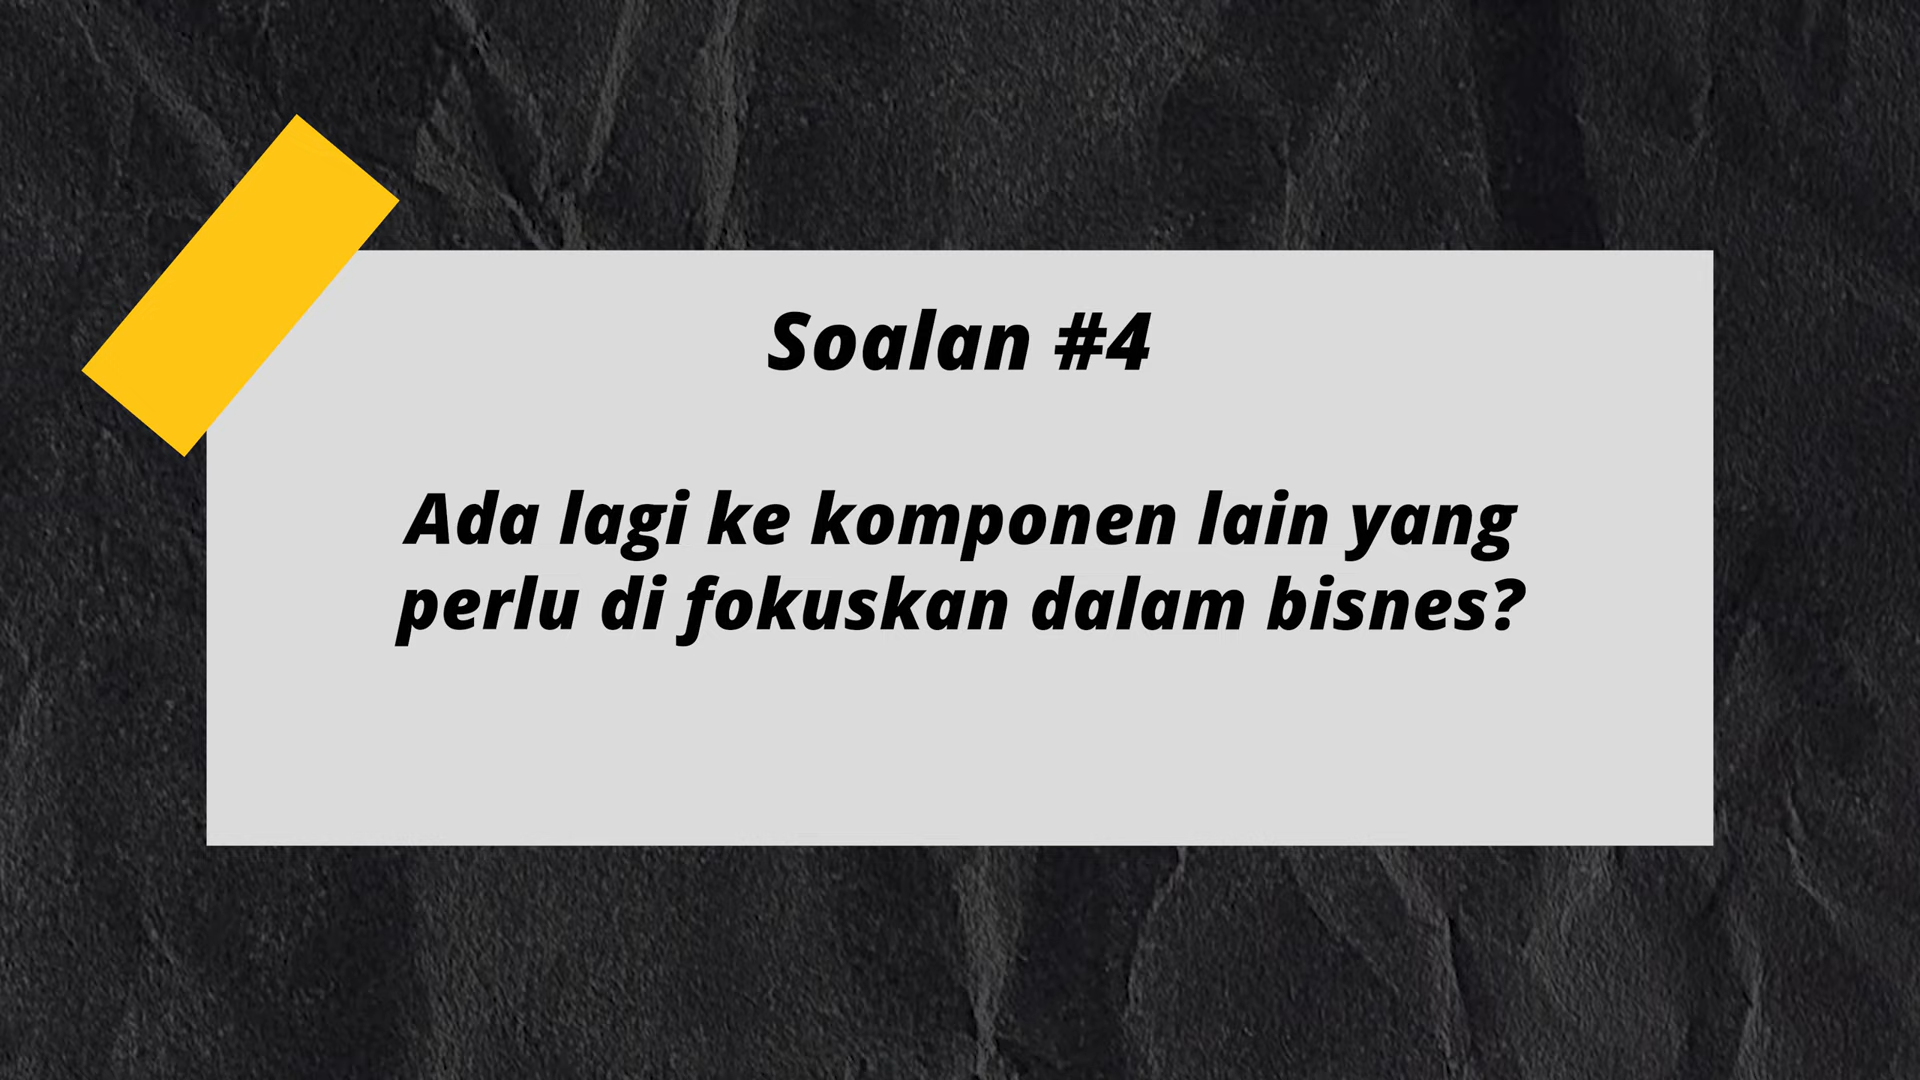 Soalan #4
Ada lagi ke komponen lain yang
perlu di fokuskan dalam bisnes?